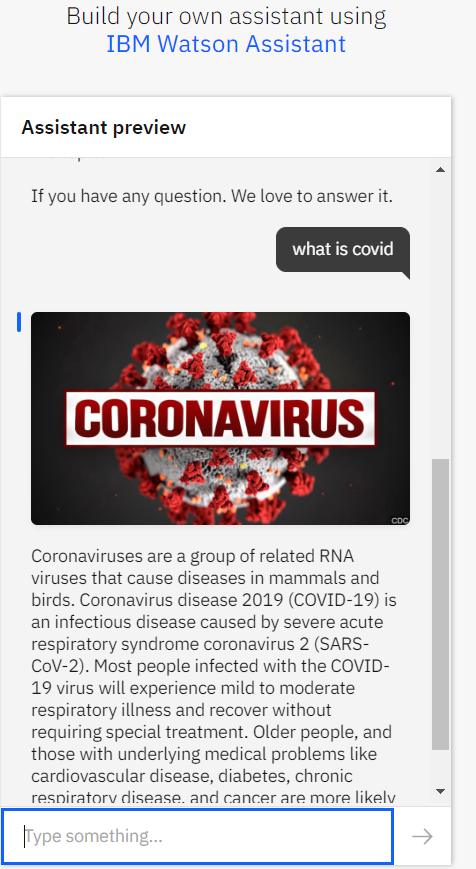 Build your own assistant using
IBM Watson Assistant
Assistant preview
If you have any question. We love to answer it.
what is covid
CORONAVIRUS
CDC
Coronaviruses are a group of related RNA
viruses that cause diseases in mammals and
birds. Coronavirus disease 2019 (COVID-19) is
an infectious disease caused by severe acute
respiratory syndrome coronavirus 2 (SARS-
CoV-2). Most people infected with the COVID-
19 virus will experience mild to moderate
respiratory illness and recover without
requiring special treatment. Older people, and
those with underlying medical problems like
cardiovascular disease, diabetes, chronic
respiratory disease, and cancer are more likely
Type something...